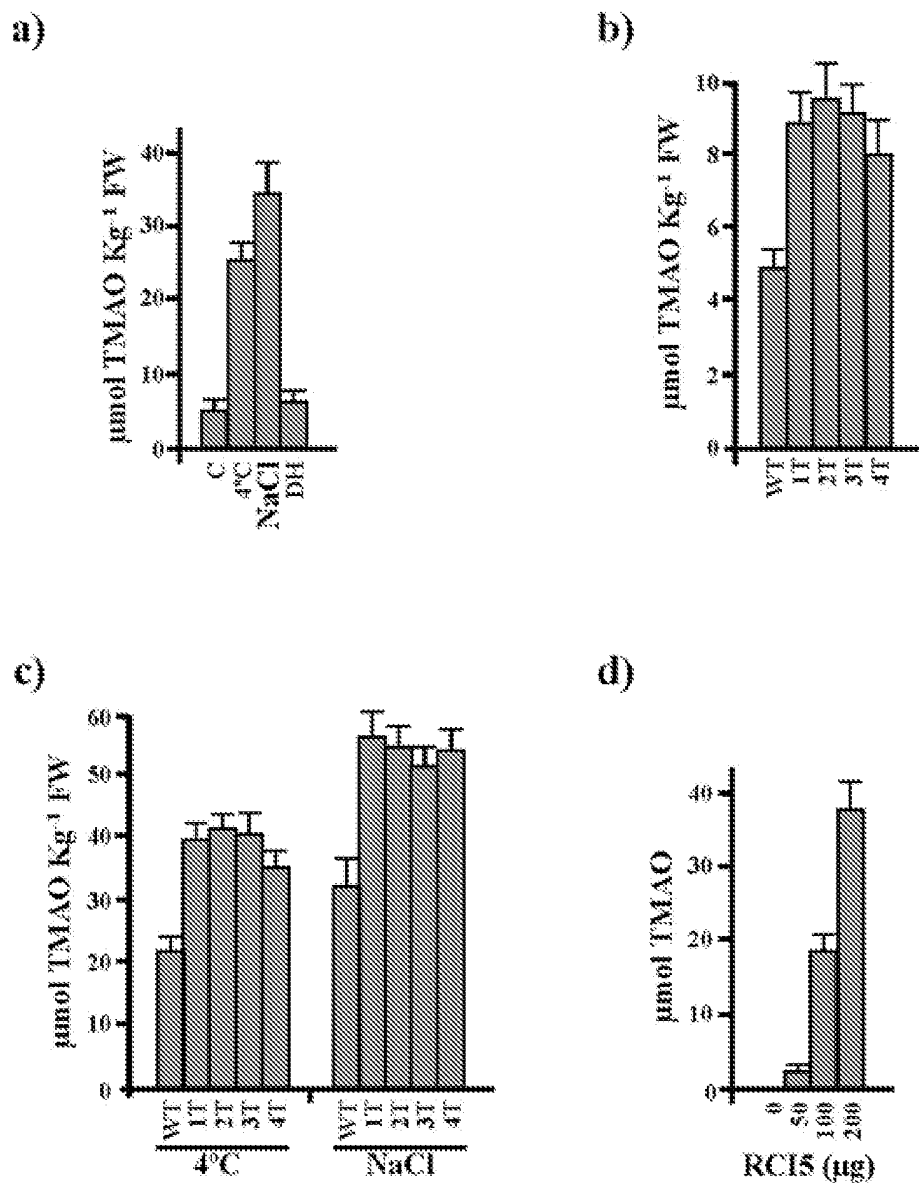 a)
μmol TMAO Kg⁻¹ FW
40
30
20
10
0
C
4ºC
NaCl
DH
b)
μmol TMAO Kg⁻¹ FW
10
8
6
4
2
0
WT
1T
2T
3T
4T
c)
μmol TMAO Kg⁻¹ FW
60
50
40
30
20
10
0
WT
1T
2T
3T
4T
4ºC
WT
1T
2T
3T
4T
NaCl
d)
μmol TMAO
40
30
20
10
0
0
50
100
200
RCI5 (μg)